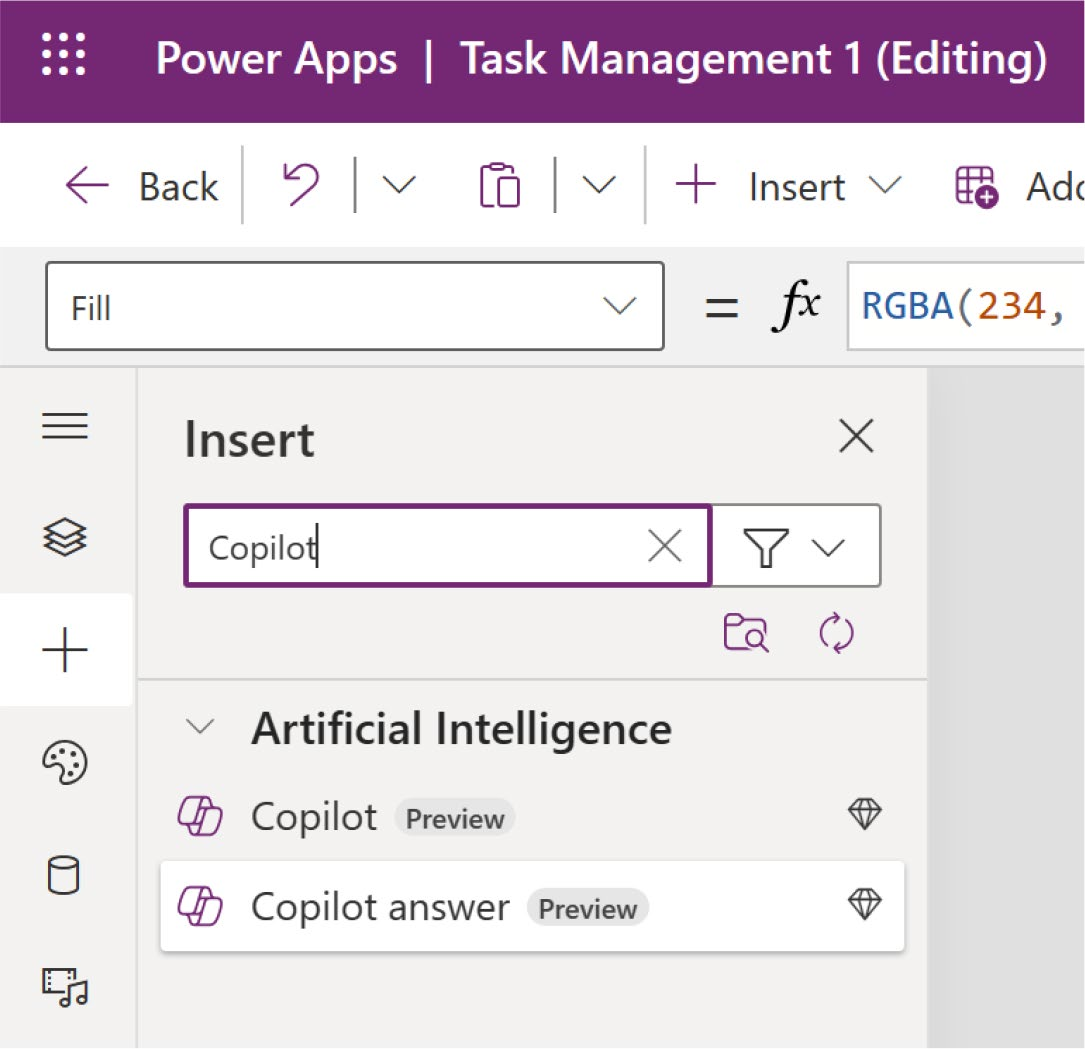 Power Apps | Task Management 1 (Editing)
Back Insert
Fill = fx RGBA(234,
Insert
Copilot
Artificial Intelligence
Copilot Preview
Copilot answer Preview